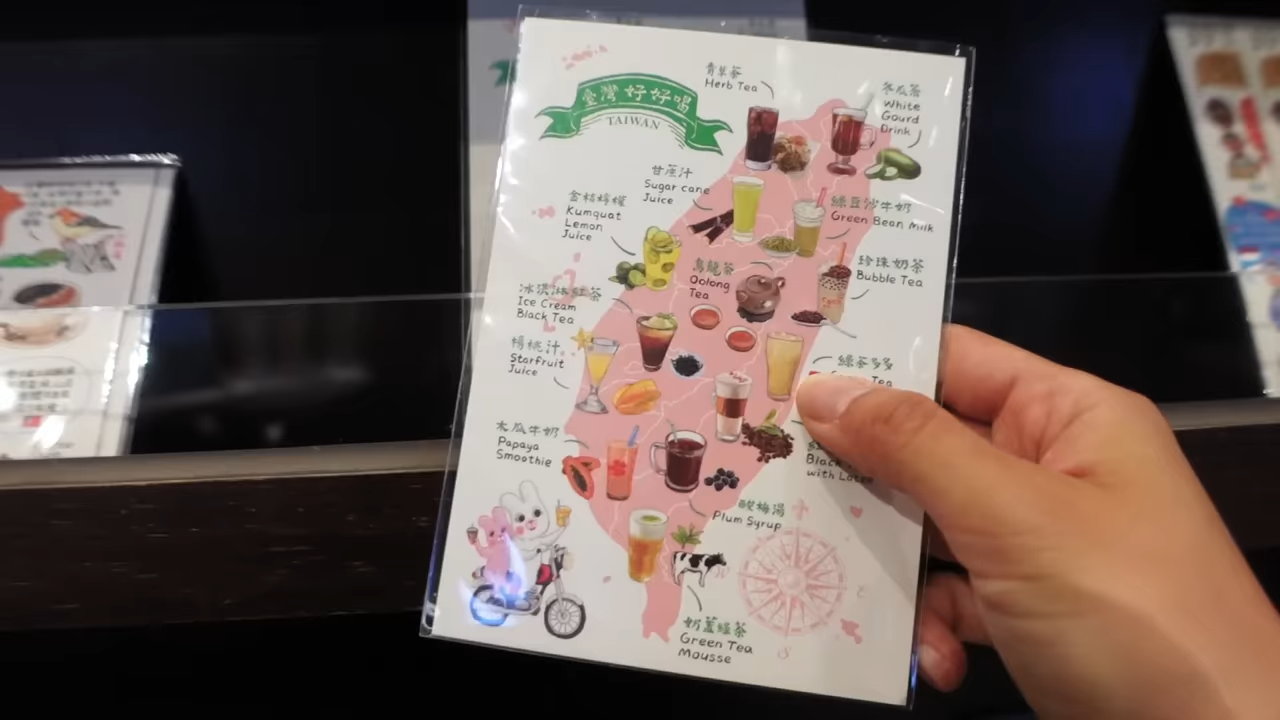 臺灣好好喝
TAIWAN
青草茶
Herb Tea
冬瓜茶
White
Gourd
Drink
甘蔗汁
Sugar cane
Juice
金桔檸檬
Kumquat
Lemon
Juice
綠豆沙牛奶
Green Bean Milk
烏龍茶
Oolong
Tea
珍珠奶茶
Bubble Tea
冰淇淋紅茶
Ice Cream
Black Tea
楊桃汁
Starfruit
Juice
綠茶多多
Tea
木瓜牛奶
Papaya
Smoothie
Black
with Latte
酸梅湯
Plum Syrup
奶蓋綠茶
Green Tea
Mousse
S